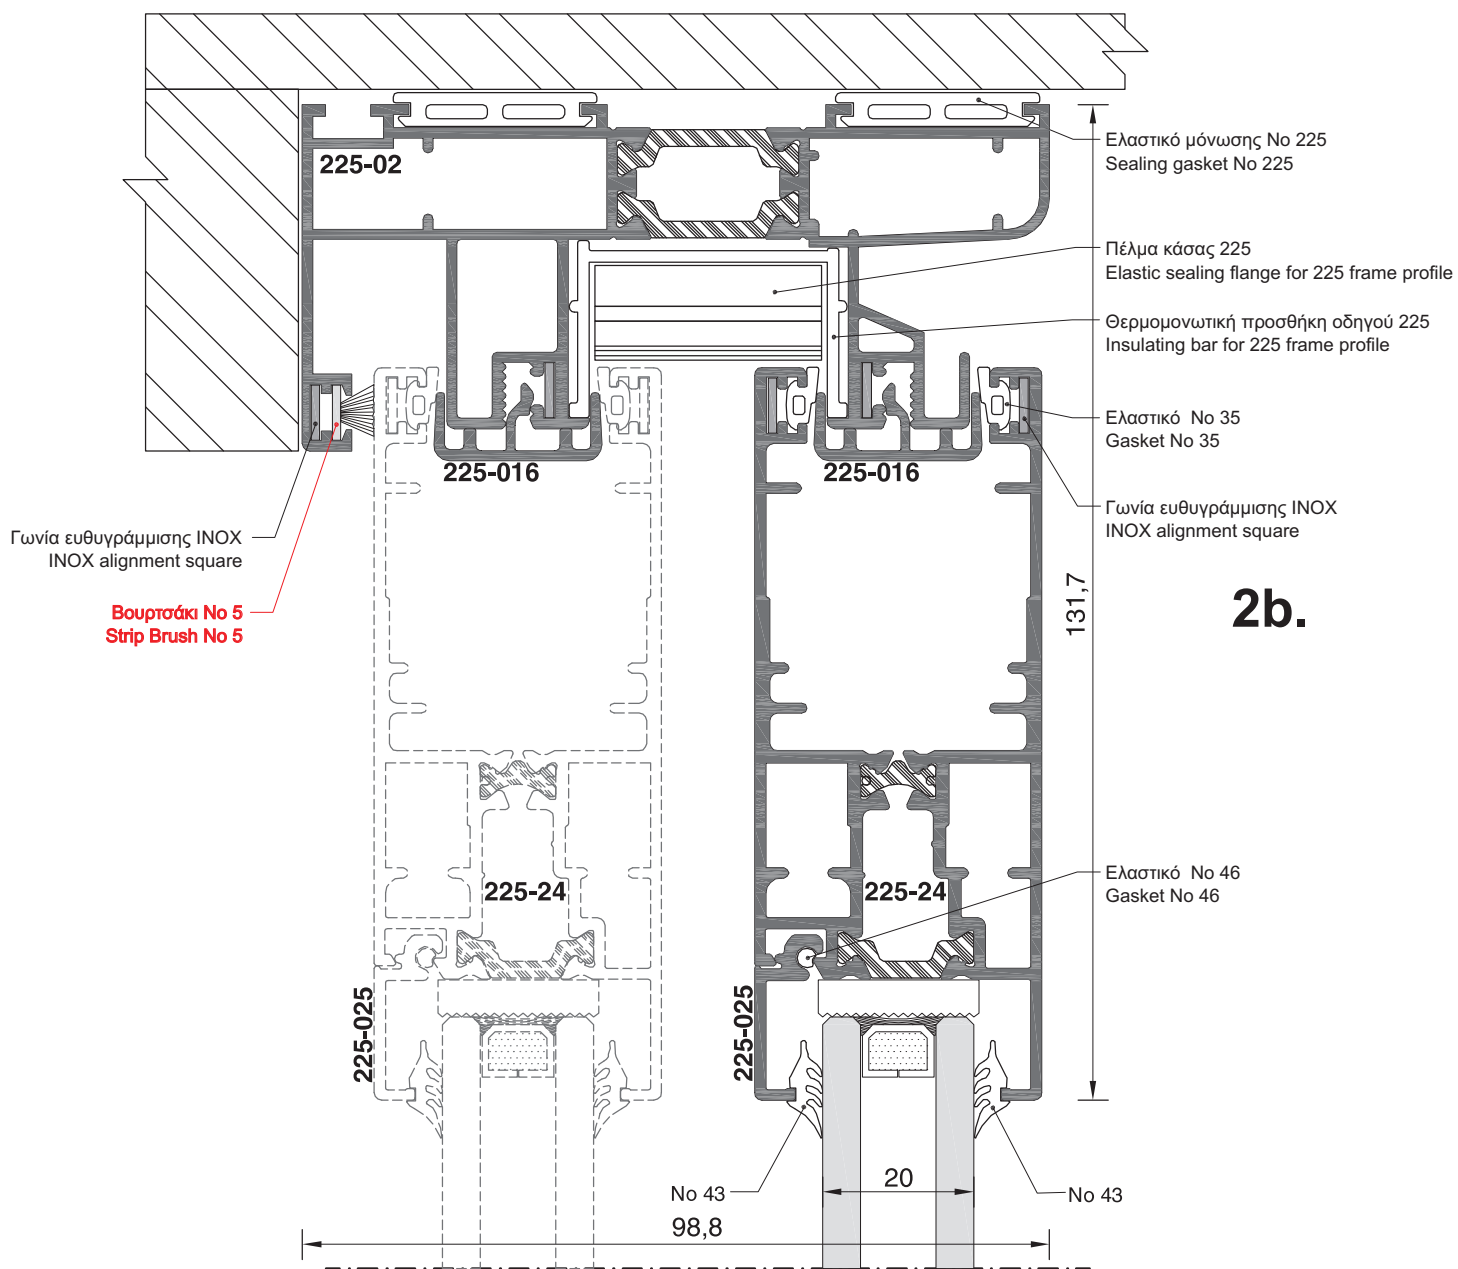 225-02
Ελαστικό μόνωσης No 225
Sealing gasket No 225
Πέλμα κάσας 225
Elastic sealing flange for 225 frame profile
Θερμομονωτική προσθήκη οδηγού 225
Insulating bar for 225 frame profile
Ελαστικό No 35
Gasket No 35
225-016
225-016
Γωνία ευθυγράμμισης INOX
INOX alignment square
Γωνία ευθυγράμμισης INOX
INOX alignment square
Βουρτσάκι No 5
Strip Brush No 5
131,7
2b.
225-24
225-24
Ελαστικό No 46
Gasket No 46
225-025
225-025
No 43
20
No 43
98,8